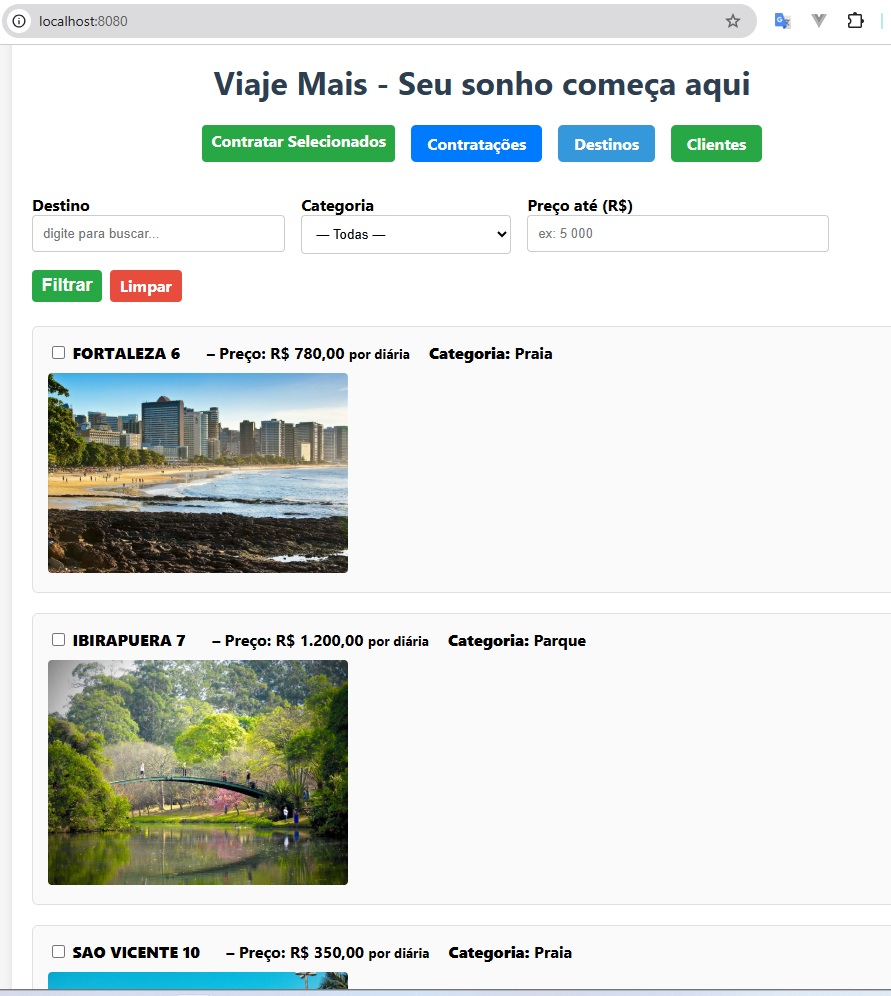 localhost:8080
Viaje Mais - Seu sonho começa aqui
Contratar Selecionados Contratações Destinos Clientes
Destino Categoria Preço até (R$)
digite para buscar... — Todas — ex: 5 000
Filtrar Limpar
FORTALEZA 6 – Preço: R$ 780,00 por diária Categoria: Praia
IBIRAPUERA 7 – Preço: R$ 1.200,00 por diária Categoria: Parque
SAO VICENTE 10 – Preço: R$ 350,00 por diária Categoria: Praia